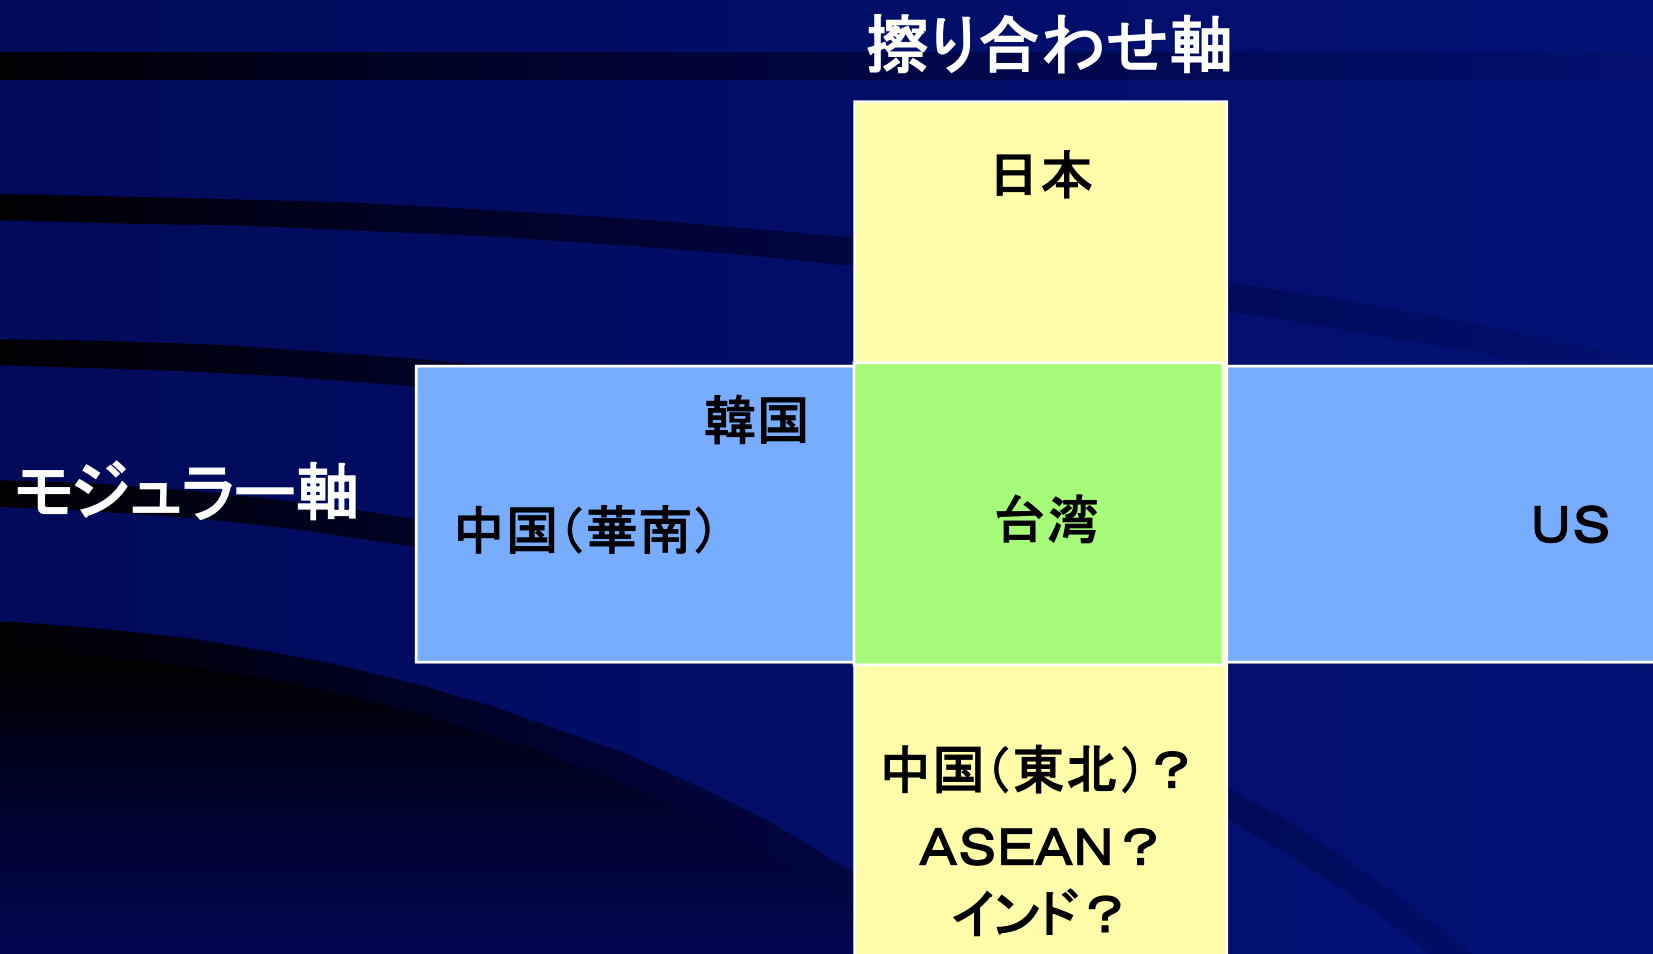 擦り合わせ軸
日本
韓国
モジュラー軸
中国（華南）
台湾
US
中国（東北）？
ASEAN？
インド？